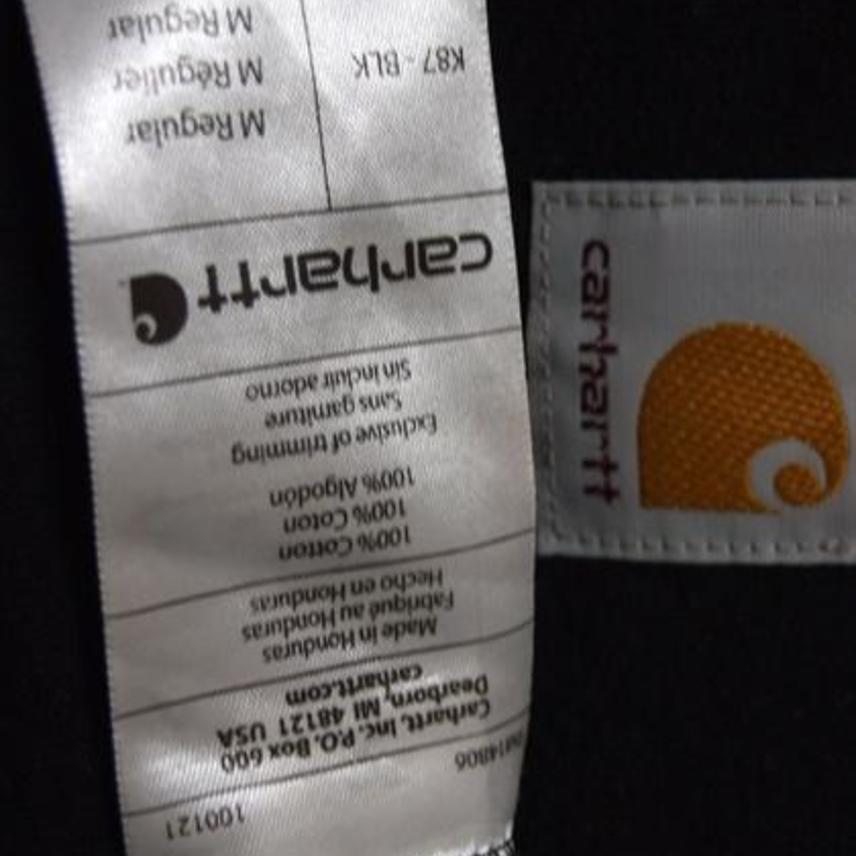 100121
RN14806
Carhartt, Inc. P.O. Box 600
Dearborn, MI 48121 USA
carhartt.com
Made in Honduras
Fabriqué au Honduras
Hecho en Honduras
100% Cotton
100% Coton
100% Algodón
Exclusive of trimming
Sans garniture
Sin incluir adorno
carhartt
M Regular
M Régulier
M Regular
K87 - BLK
carhartt